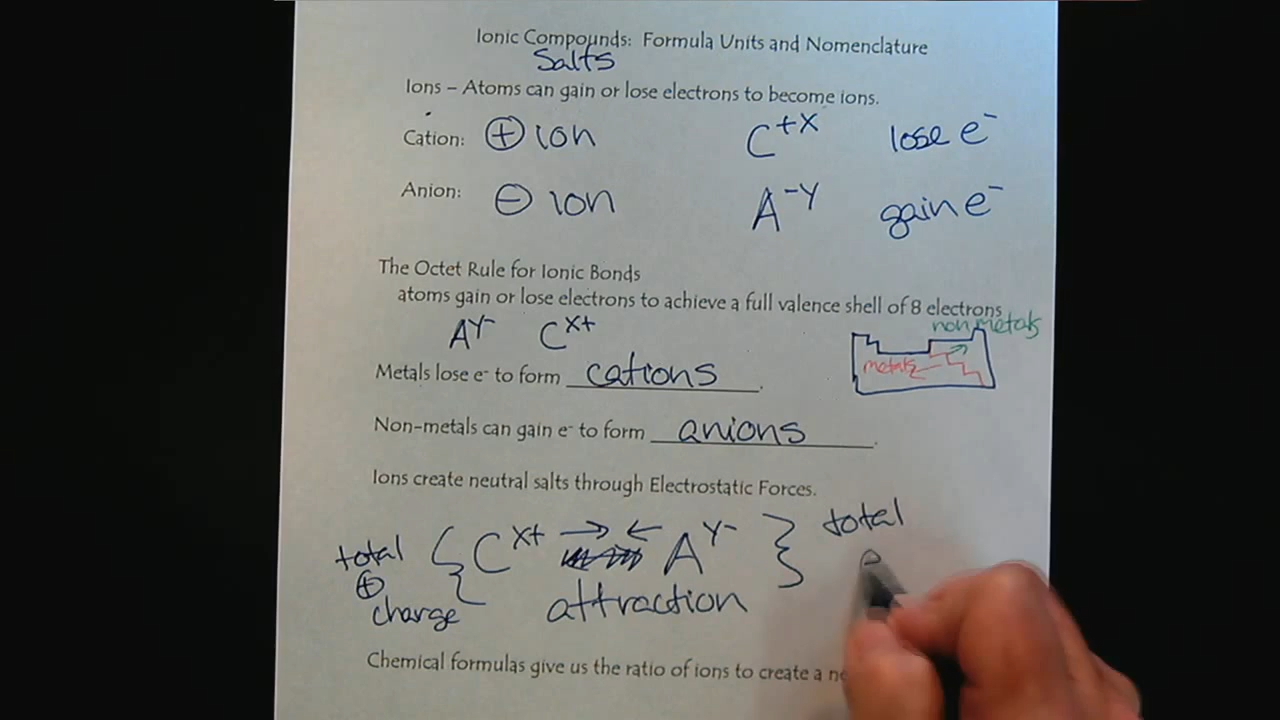 Ionic Compounds: Formula Units and Nomenclature
Salts
Ions – Atoms can gain or lose electrons to become ions.
Cation: ⊕ ion C⁺ˣ lose e⁻
Anion: ⊖ ion A⁻ʸ gain e⁻
The Octet Rule for Ionic Bonds
atoms gain or lose electrons to achieve a full valence shell of 8 electrons
nonmetals
Aʸ⁻ Cˣ⁺
metals
Metals lose e⁻ to form cations.
Non-metals can gain e⁻ to form anions.
Ions create neutral salts through Electrostatic Forces.
total { Cˣ⁺ → ← Aʸ⁻ } total
⊕
charge attraction
Chemical formulas give us the ratio of ions to create a